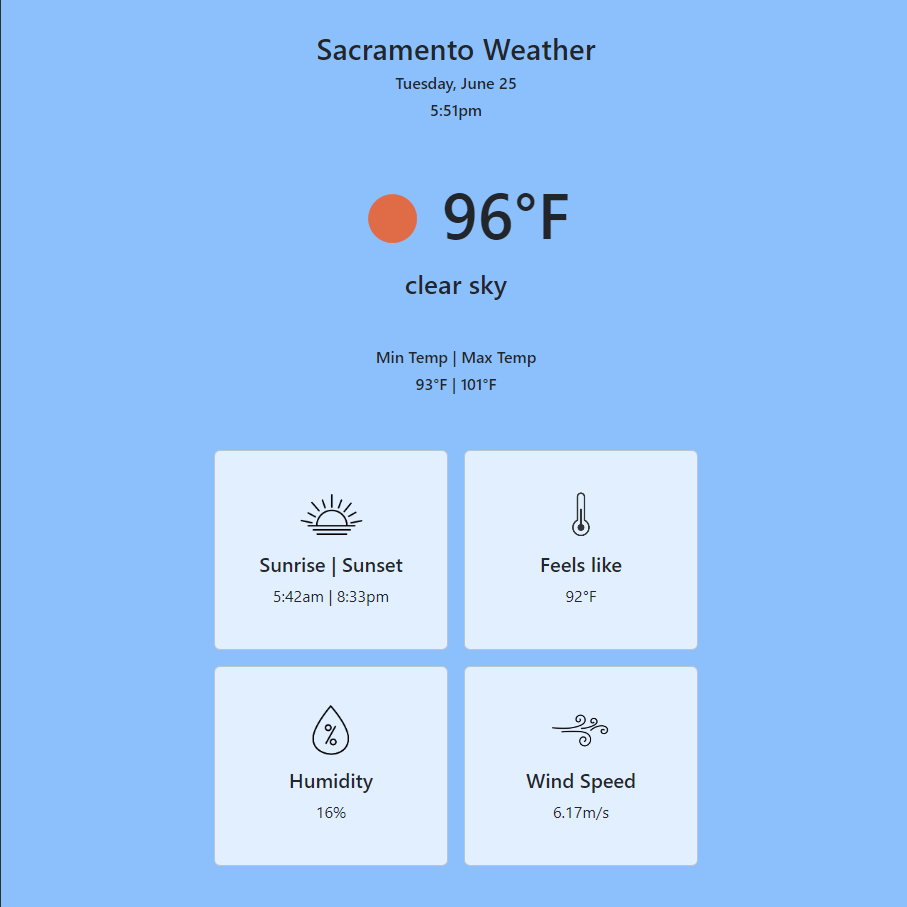 Sacramento Weather
Tuesday, June 25
5:51pm
96°F
clear sky
Min Temp | Max Temp
93°F | 101°F
Sunrise | Sunset
5:42am | 8:33pm
Feels like
92°F
%
Humidity
16%
Wind Speed
6.17m/s